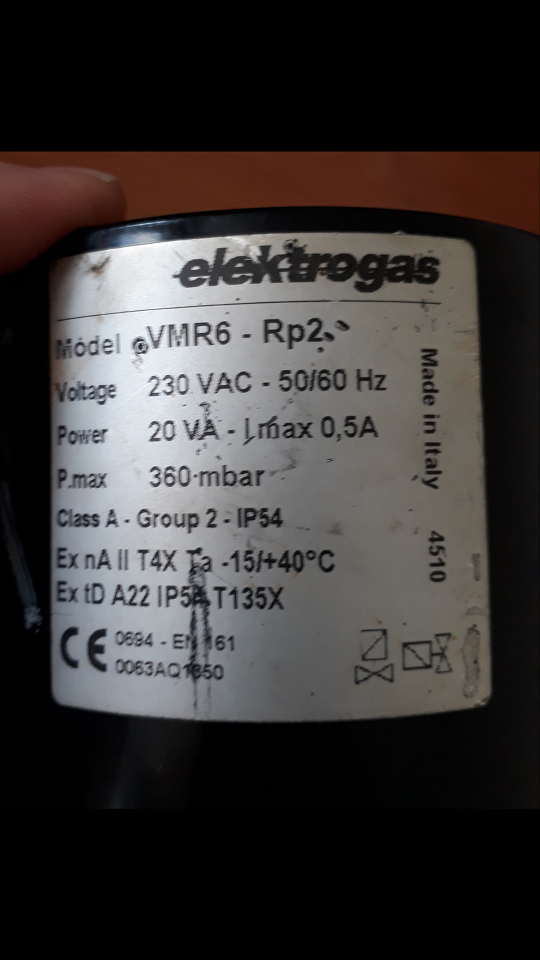 elektrogas
Model VMR6 - Rp2
Voltage 230 VAC - 50/60 Hz
Power 20 VA - Imax 0,5A
P.max 360 mbar
Class A - Group 2 - IP54
Ex nA II T4X Ta -15/+40°C
Ex tD A22 IP54 T135X
CE 0694 - EN 161
0063AQ1350
Made in Italy 4510